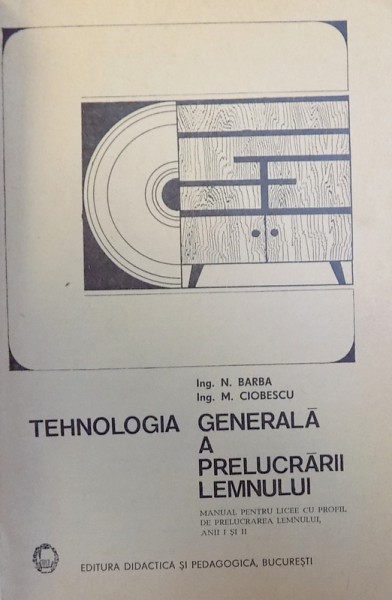 Ing. N. BARBA
Ing. M. CIOBESCU
TEHNOLOGIA GENERALĂ
A
PRELUCRĂRII
LEMNULUI
MANUAL PENTRU LICEE CU PROFIL
DE PRELUCRAREA LEMNULUI,
ANII I ȘI II
EDITURA DIDACTICĂ ȘI PEDAGOGICĂ, BUCUREȘTI